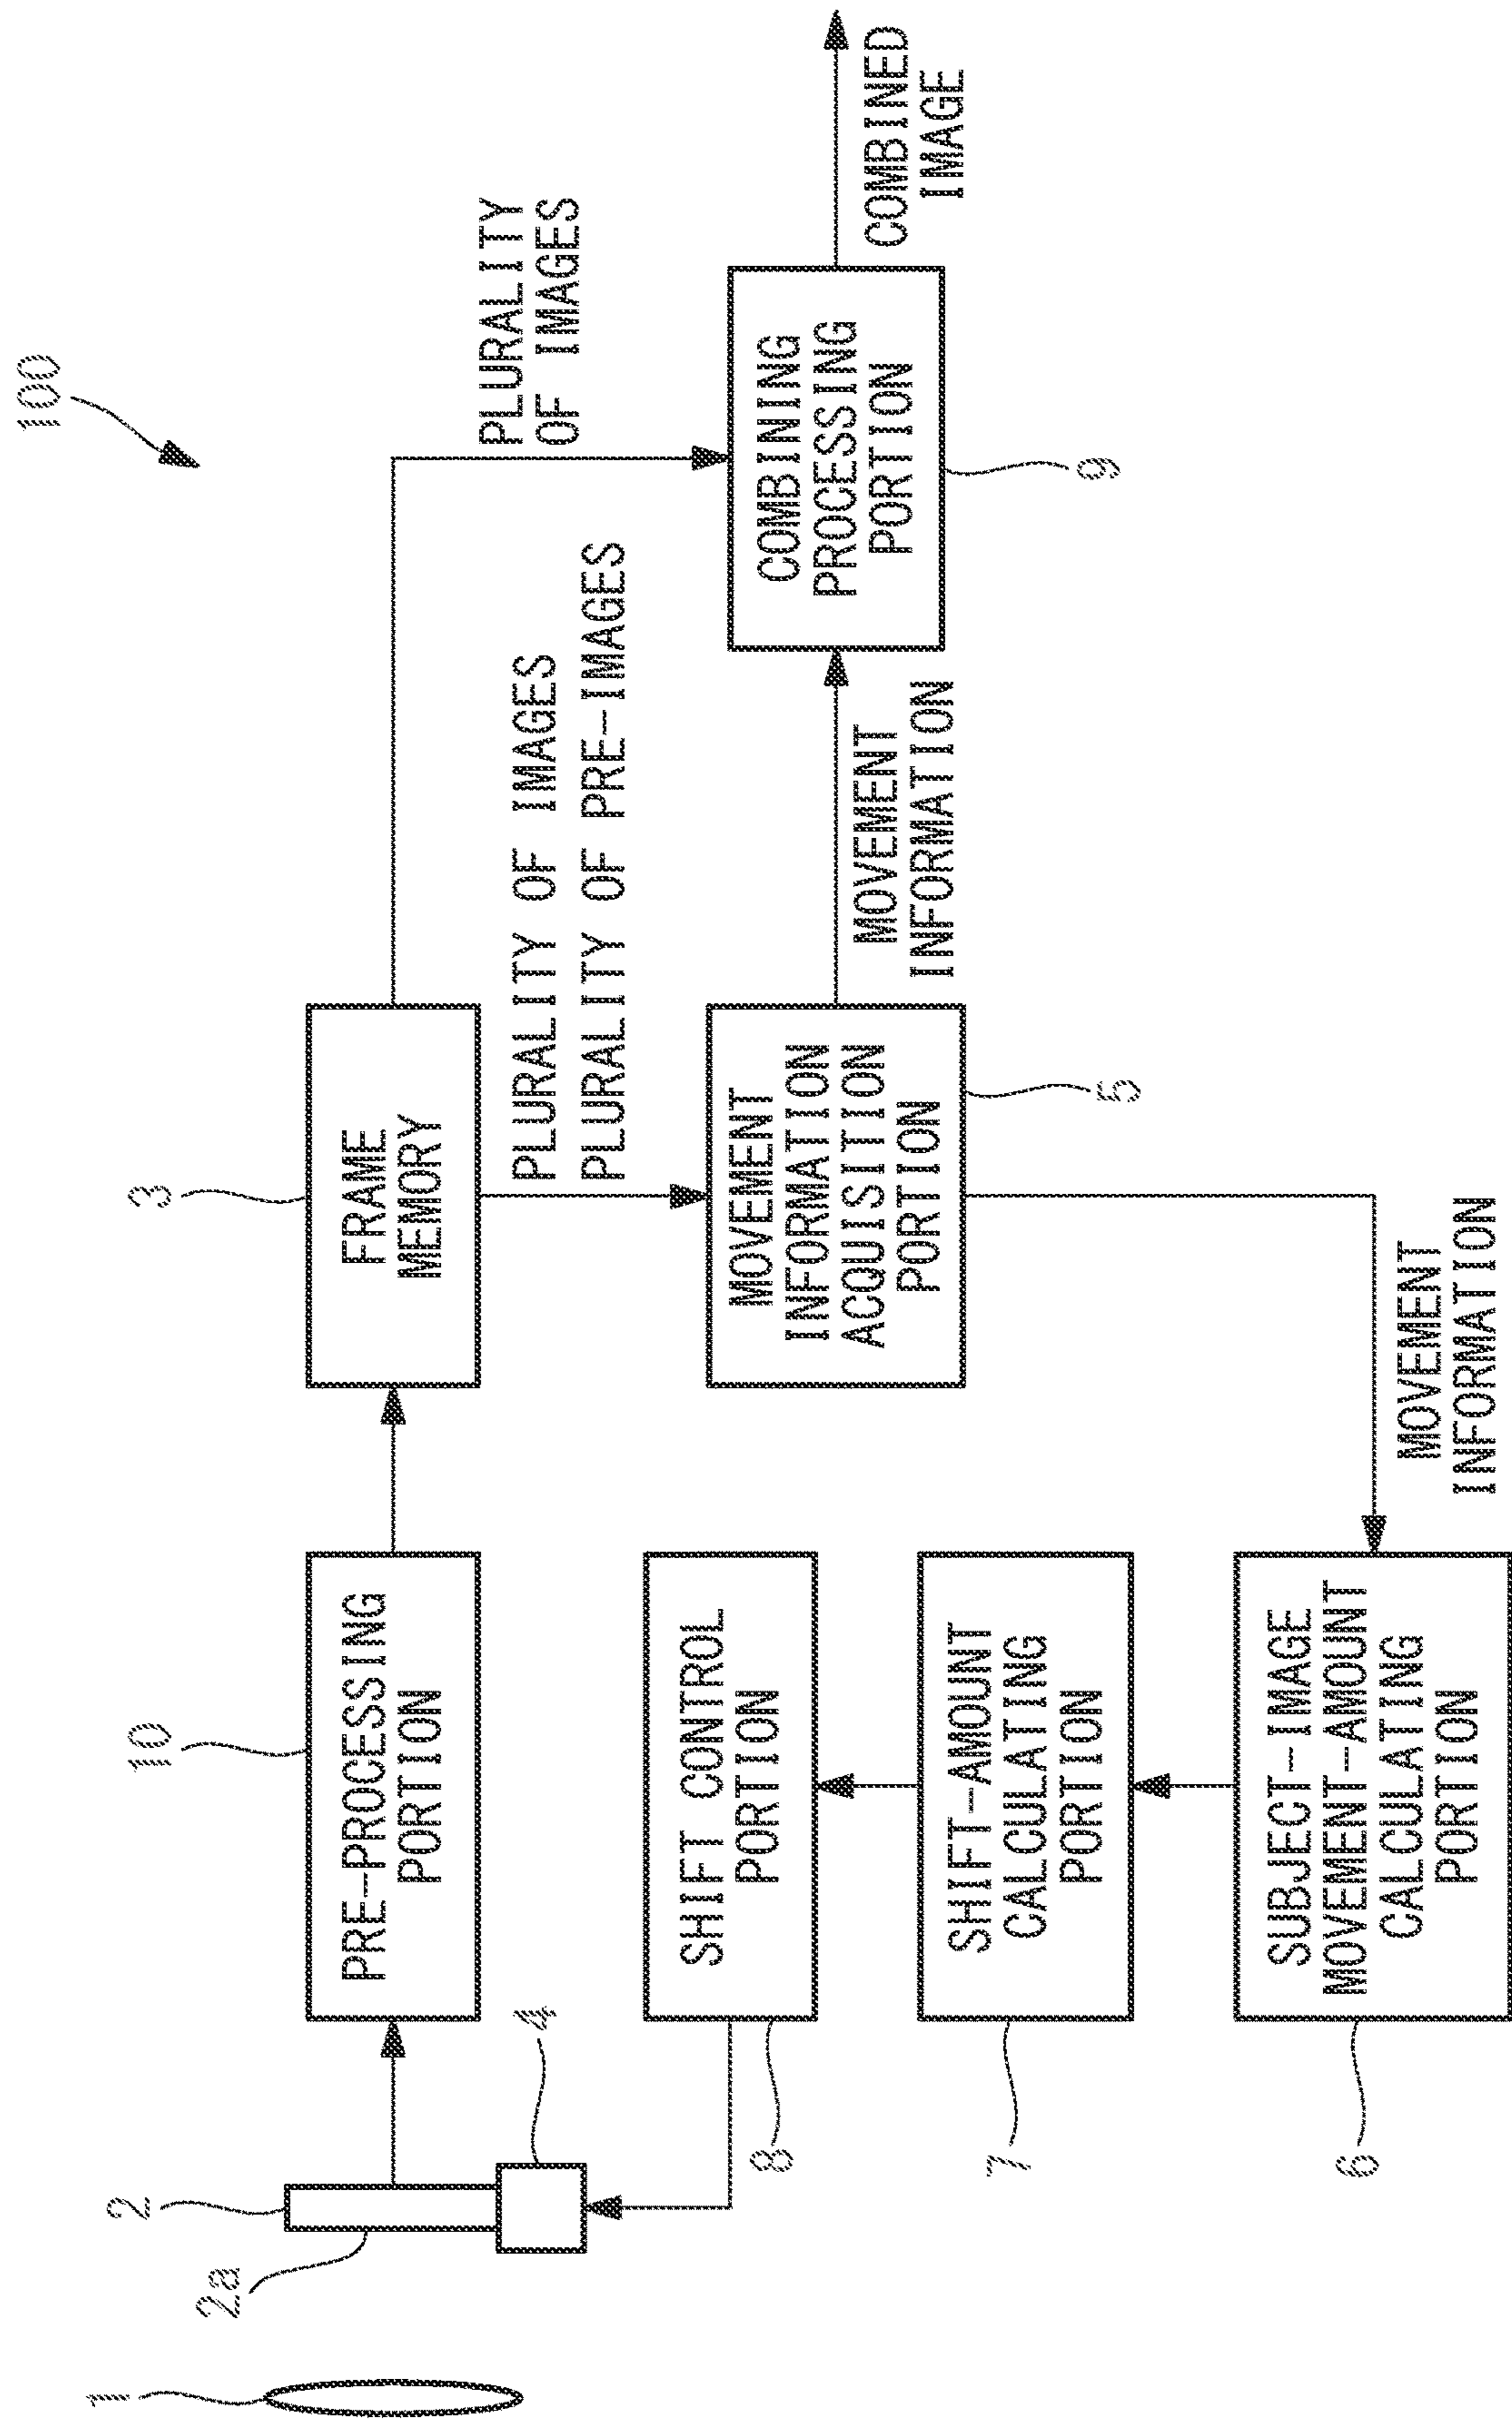 100
1
2
2a
4
10
PRE-PROCESSING
PORTION
3
FRAME
MEMORY
PLURALITY
OF IMAGES
PLURALITY OF IMAGES
PLURALITY OF PRE-IMAGES
8
SHIFT CONTROL
PORTION
MOVEMENT
INFORMATION
ACQUISITION
PORTION
5
MOVEMENT
INFORMATION
COMBINING
PROCESSING
PORTION
9
COMBINED
IMAGE
7
SHIFT-AMOUNT
CALCULATING
PORTION
6
SUBJECT-IMAGE
MOVEMENT-AMOUNT
CALCULATING
PORTION
MOVEMENT
INFORMATION